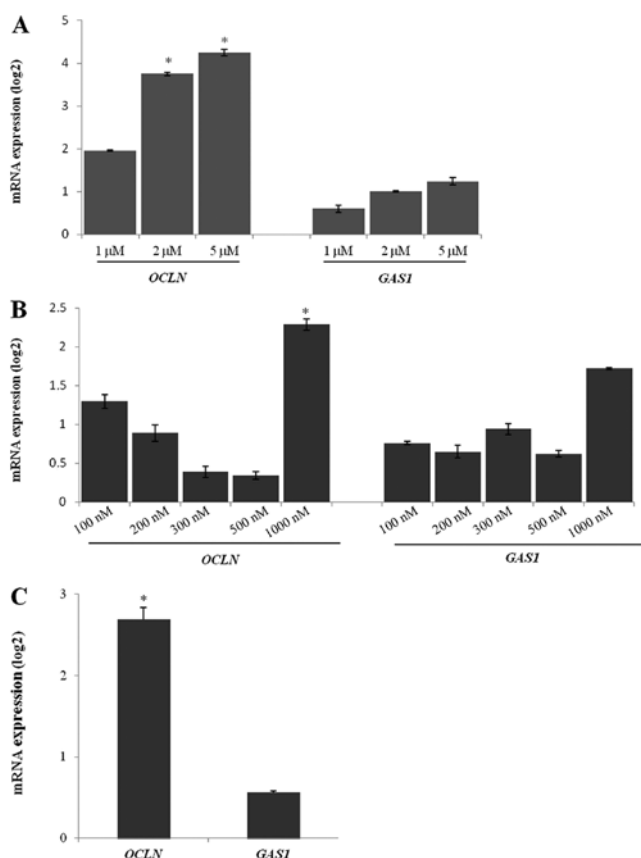 A
mRNA expression (log2)
5
4
3
2
1
0
*
*
1 µM 2 µM 5 µM 1 µM 2 µM 5 µM
OCLN GAS1
B
mRNA expression (log2)
2.5
2
1.5
1
0.5
0
*
100 nM 200 nM 300 nM 500 nM 1000 nM 100 nM 200 nM 300 nM 500 nM 1000 nM
OCLN GAS1
C
mRNA expression (log2)
3
2
1
0
*
OCLN GAS1